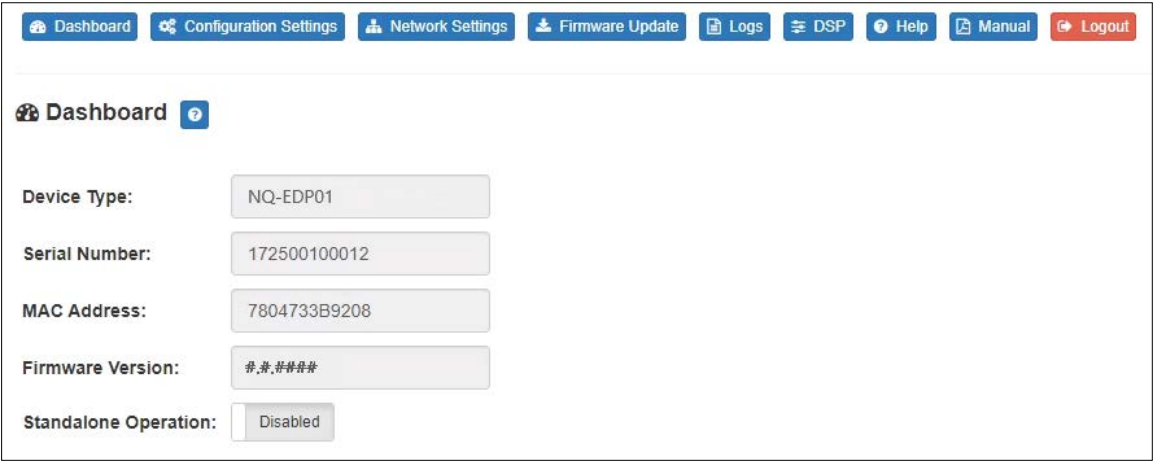 Dashboard Configuration Settings Network Settings Firmware Update Logs DSP Help Manual Logout
Dashboard
Device Type: NQ-EDP01
Serial Number: 172500100012
MAC Address: 7804733B9208
Firmware Version: #.#.####
Standalone Operation: Disabled